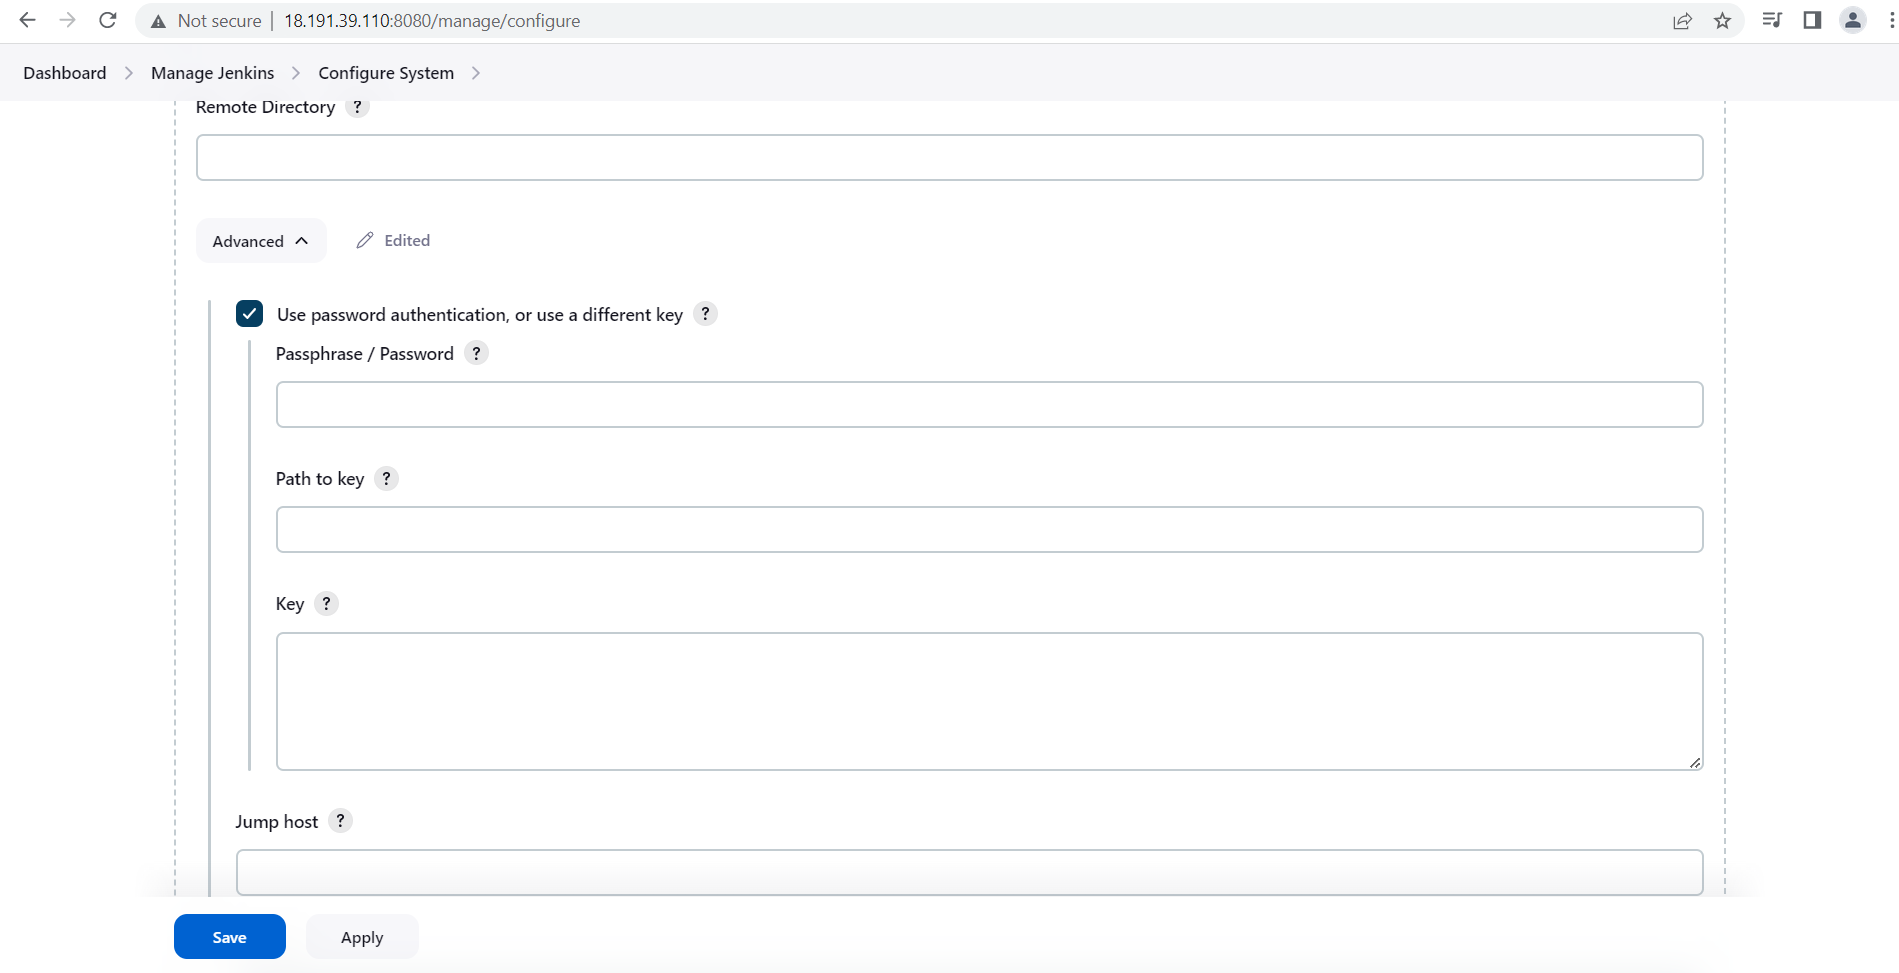 Not secure | 18.191.39.110:8080/manage/configure
Dashboard > Manage Jenkins > Configure System >
Remote Directory ?
Advanced Edited
Use password authentication, or use a different key ?
Passphrase / Password ?
Path to key ?
Key ?
Jump host ?
Save Apply